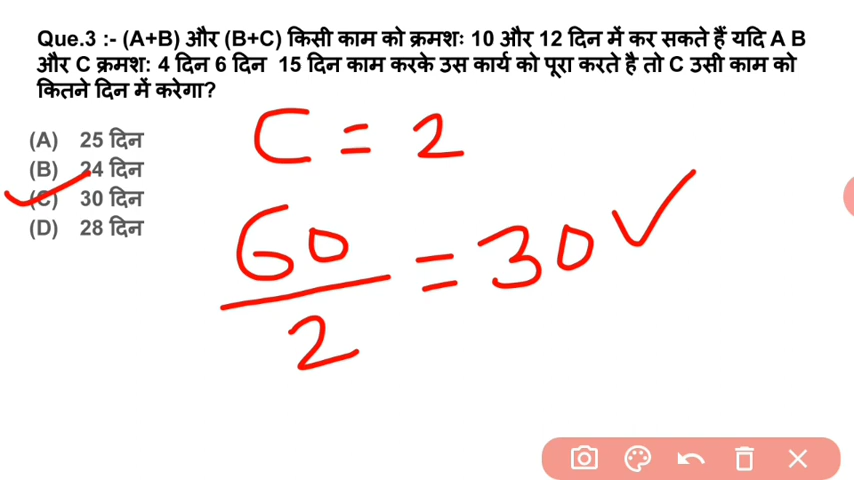 Que.3 :- (A+B) और (B+C) किसी काम को क्रमशः 10 और 12 दिन में कर सकते हैं यदि A B
और C क्रमश: 4 दिन 6 दिन 15 दिन काम करके उस कार्य को पूरा करते है तो C उसी काम को
कितने दिन में करेगा?
(A) 25 दिन
(B) 24 दिन
(C) 30 दिन
(D) 28 दिन
C = 2
60/2 = 30